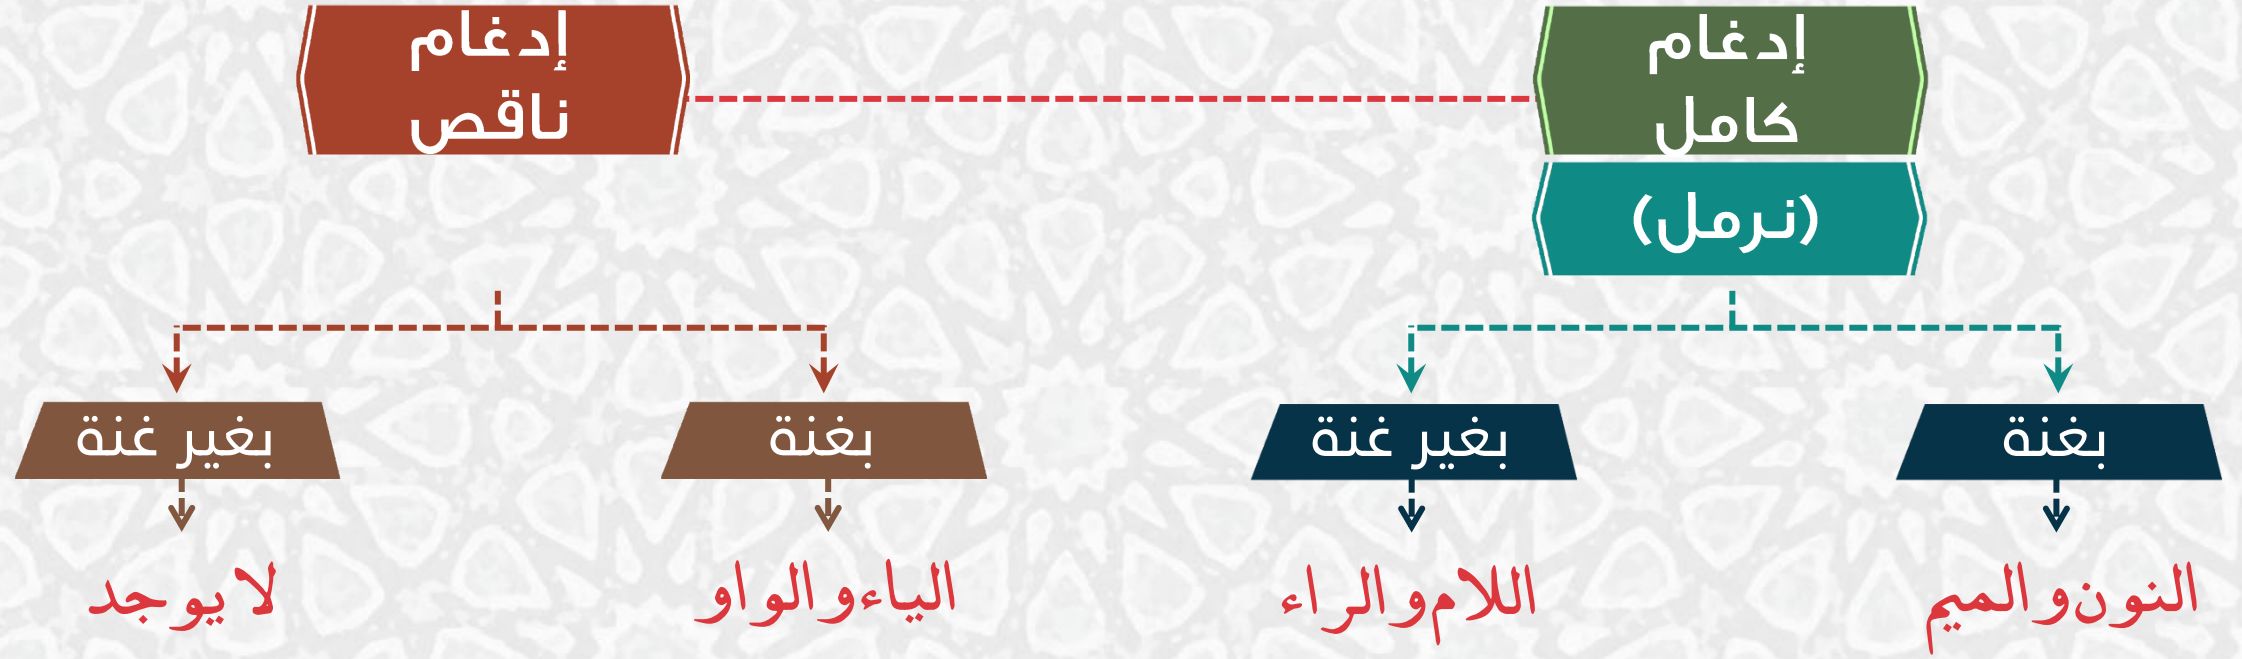 إدغام
كامل
(نرمل)
إدغام
ناقص
بغنة
بغير غنة
بغنة
بغير غنة
النون والميم
اللام والراء
الياء والواو
لا يوجد